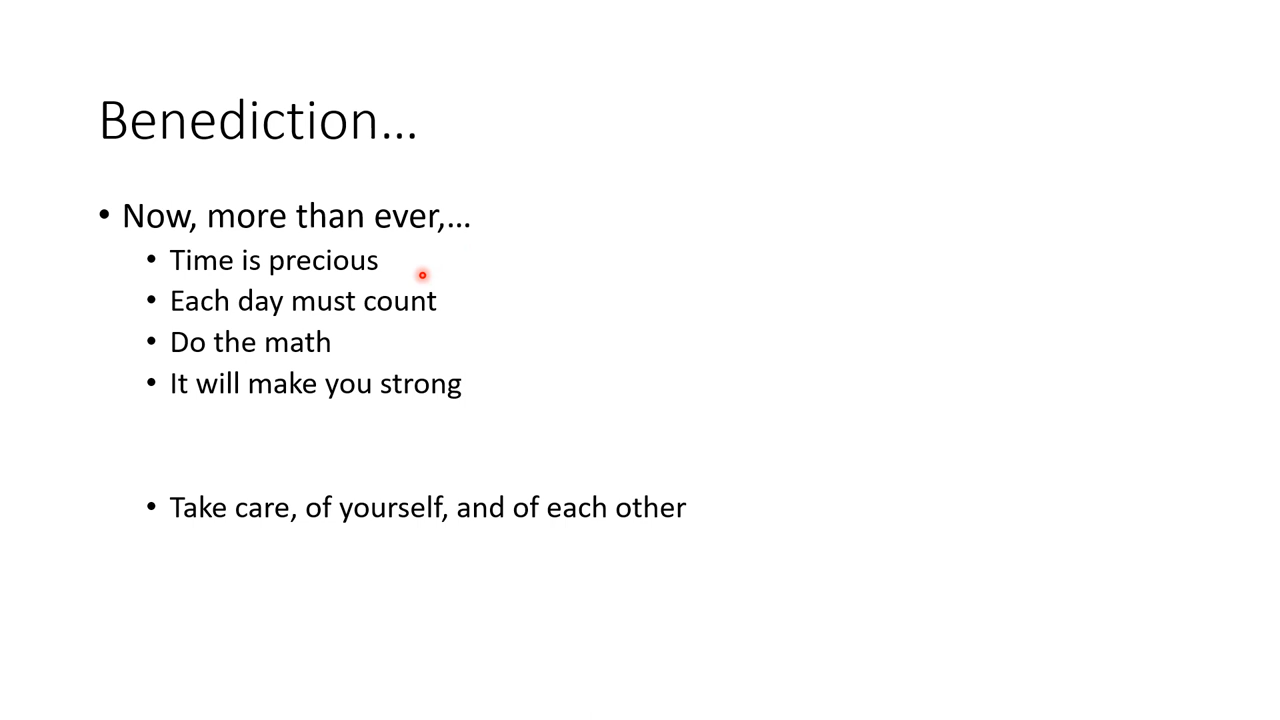 Benediction…
• Now, more than ever,…
• Time is precious
• Each day must count
• Do the math
• It will make you strong
• Take care, of yourself, and of each other